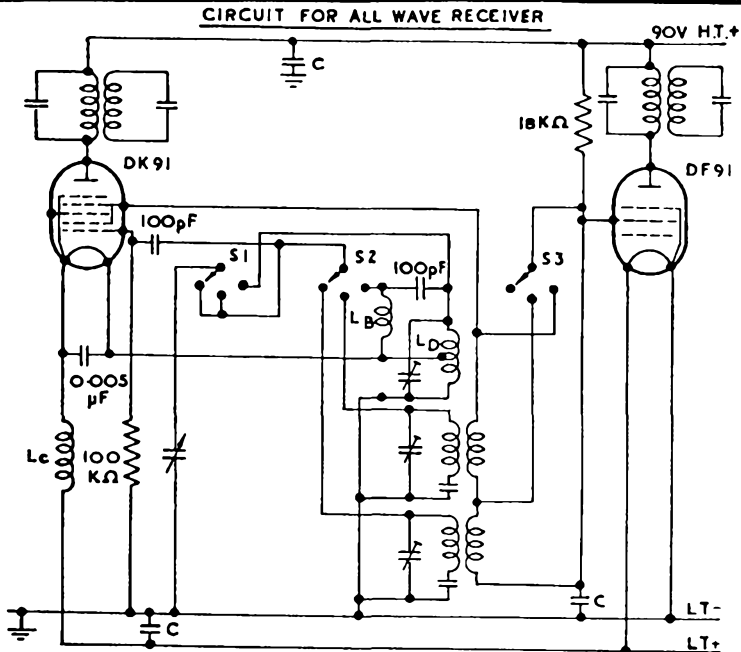 CIRCUIT FOR ALL WAVE RECEIVER
90V H.T.+
C
18KΩ
DK91
DF91
100pF
S1
S2
100pF
S3
LB
LD
0.005
µF
Lc
100
KΩ
C
C
LT-
LT+